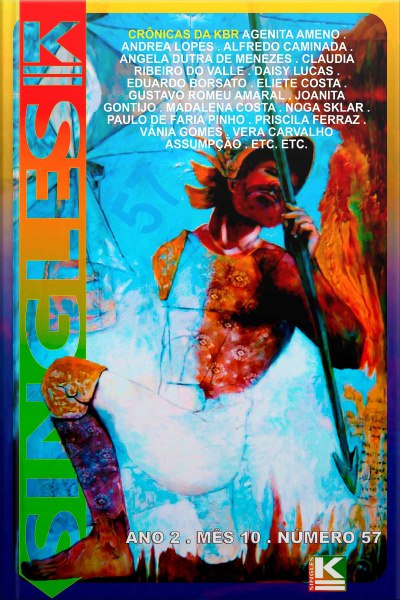 CRÔNICAS DA KBR AGENITA AMENO .
ANDREA LOPES . ALFREDO CAMINADA .
ANGELA DUTRA DE MENEZES . CLAUDIA
RIBEIRO DO VALLE . DAISY LUCAS .
EDUARDO BORSATO . ELIETE COSTA .
GUSTAVO ROMEU AMARAL . JOANITA
GONTIJO . MADALENA COSTA . NOGA SKLAR .
PAULO DE FARIA PINHO . PRISCILA FERRAZ .
VÂNIA GOMES . VERA CARVALHO
ASSUMPÇÃO . ETC. ETC.
SINGLESK
57
ANO 2 . MÊS 10 . NÚMERO 57
SINGLES K